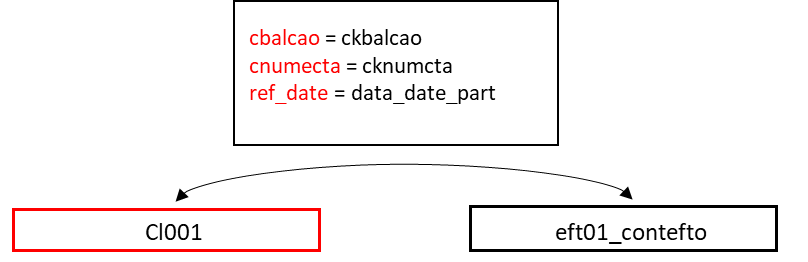 cbalcao = ckbalcao
cnumecta = cknumcta
ref_date = data_date_part
Cl001
eft01_contefto